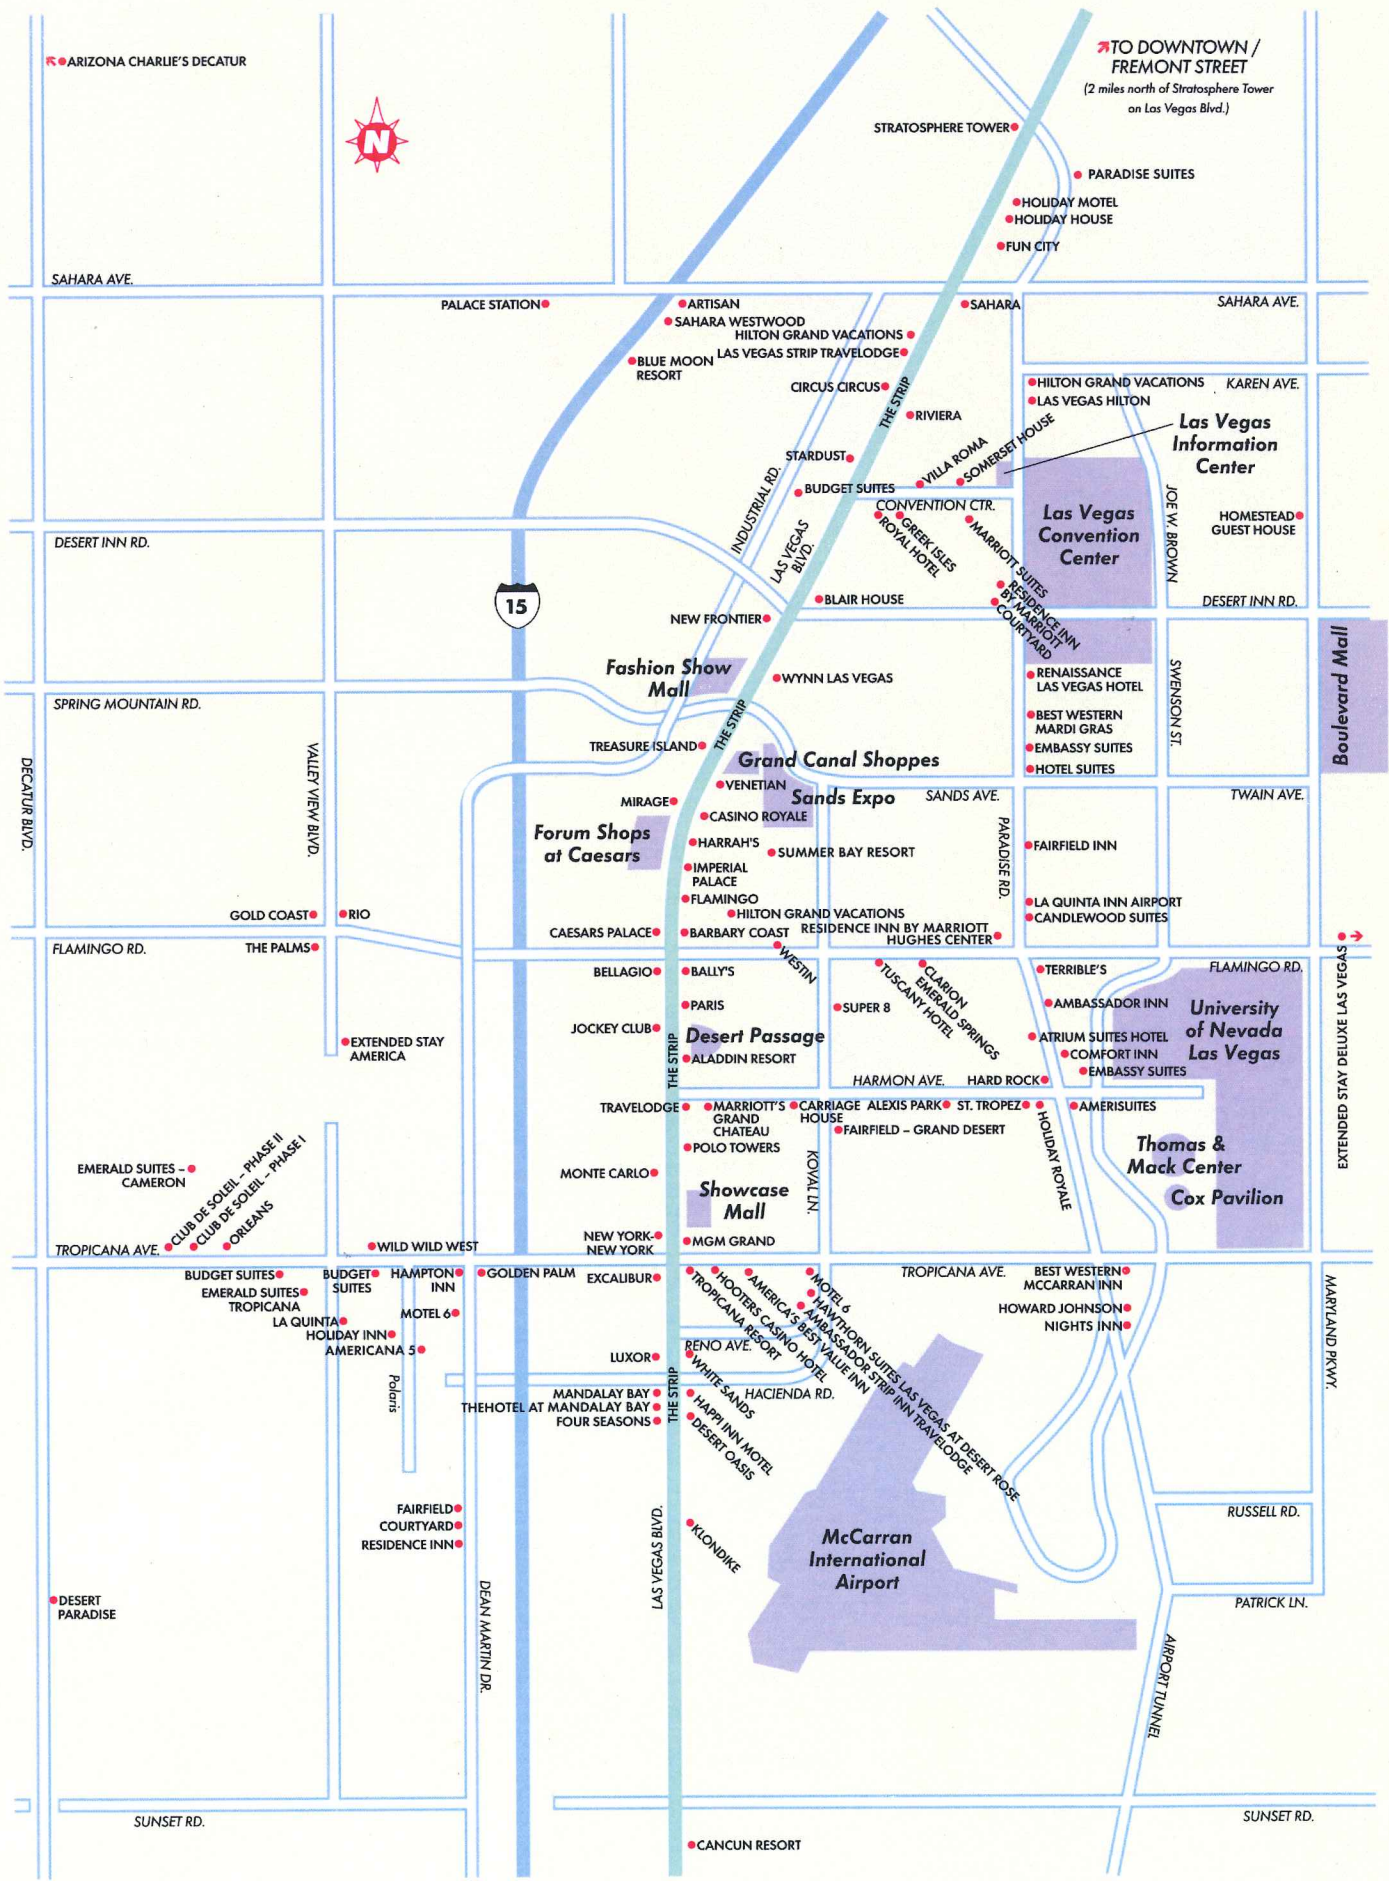 ARIZONA CHARLIE'S DECATUR
TO DOWNTOWN /
FREMONT STREET
(2 miles north of Stratosphere Tower
on Las Vegas Blvd.)
N
STRATOSPHERE TOWER
PARADISE SUITES
HOLIDAY MOTEL
HOLIDAY HOUSE
FUN CITY
SAHARA AVE.
PALACE STATION
ARTISAN
SAHARA
SAHARA AVE.
SAHARA WESTWOOD
HILTON GRAND VACATIONS
LAS VEGAS STRIP TRAVELODGE
BLUE MOON
RESORT
CIRCUS CIRCUS
THE STRIP
HILTON GRAND VACATIONS
KAREN AVE.
LAS VEGAS HILTON
RIVIERA
Las Vegas
Information
Center
STARDUST
VILLA ROMA
SOMERSET HOUSE
BUDGET SUITES
CONVENTION CTR.
INDUSTRIAL RD.
LAS VEGAS
BLVD.
ROYAL HOTEL
GREEK ISLES
MARRIOTT SUITES
RESIDENCE INN
BY MARRIOTT
COURTYARD
Las Vegas
Convention
Center
JOE W. BROWN
HOMESTEAD
GUEST HOUSE
DESERT INN RD.
15
BLAIR HOUSE
DESERT INN RD.
NEW FRONTIER
Fashion Show
Mall
WYNN LAS VEGAS
RENAISSANCE
LAS VEGAS HOTEL
SWENSON ST.
Boulevard Mall
SPRING MOUNTAIN RD.
THE STRIP
BEST WESTERN
MARDI GRAS
TREASURE ISLAND
EMBASSY SUITES
Grand Canal Shoppes
HOTEL SUITES
DECATUR BLVD.
VALLEY VIEW BLVD.
VENETIAN
Sands Expo
SANDS AVE.
TWAIN AVE.
MIRAGE
CASINO ROYALE
Forum Shops
at Caesars
HARRAH'S
SUMMER BAY RESORT
PARADISE RD.
FAIRFIELD INN
IMPERIAL
PALACE
FLAMINGO
LA QUINTA INN AIRPORT
CANDLEWOOD SUITES
GOLD COAST
RIO
HILTON GRAND VACATIONS
CAESARS PALACE
BARBARY COAST
RESIDENCE INN BY MARRIOTT
HUGHES CENTER
FLAMINGO RD.
THE PALMS
WESTIN
BELLAGIO
BALLY'S
TUSCANY HOTEL
CLARION
EMERALD SPRINGS
TERRIBLE'S
FLAMINGO RD.
EXTENDED STAY DELUXE LAS VEGAS
PARIS
SUPER 8
AMBASSADOR INN
University
of Nevada
Las Vegas
JOCKEY CLUB
Desert Passage
ATRIUM SUITES HOTEL
EXTENDED STAY
AMERICA
THE STRIP
ALADDIN RESORT
COMFORT INN
EMBASSY SUITES
HARMON AVE.
HARD ROCK
TRAVELODGE
MARRIOTT'S
GRAND
CHATEAU
CARRIAGE
HOUSE
ALEXIS PARK
ST. TROPEZ
HOLIDAY ROYALE
AMERISUITES
FAIRFIELD – GRAND DESERT
POLO TOWERS
KOVAL LN.
Thomas &
Mack Center
Cox Pavilion
EMERALD SUITES –
CAMERON
CLUB DE SOLEIL – PHASE II
CLUB DE SOLEIL – PHASE I
ORLEANS
MONTE CARLO
Showcase
Mall
NEW YORK-
NEW YORK
MGM GRAND
TROPICANA AVE.
WILD WILD WEST
BUDGET SUITES
BUDGET
SUITES
HAMPTON
INN
GOLDEN PALM
EXCALIBUR
TROPICANA AVE.
BEST WESTERN
MCCARRAN INN
EMERALD SUITES
TROPICANA
TROPICANA RESORT
HOOTERS CASINO HOTEL
AMERICA'S BEST VALUE INN
MOTEL 6
HAWTHORN SUITES LAS VEGAS AT DESERT ROSE
AMBASSADOR STRIP INN TRAVELODGE
LA QUINTA
MOTEL 6
HOLIDAY INN
AMERICANA 5
HOWARD JOHNSON
NIGHTS INN
MARYLAND PKWY.
RENO AVE.
LUXOR
WHITE SANDS
Polaris
THE STRIP
MANDALAY BAY
THEHOTEL AT MANDALAY BAY
FOUR SEASONS
HACIENDA RD.
HAPPI INN MOTEL
DESERT OASIS
FAIRFIELD
COURTYARD
RESIDENCE INN
LAS VEGAS BLVD.
KLONDIKE
McCarran
International
Airport
RUSSELL RD.
DESERT
PARADISE
DEAN MARTIN DR.
PATRICK LN.
AIRPORT TUNNEL
SUNSET RD.
SUNSET RD.
CANCUN RESORT